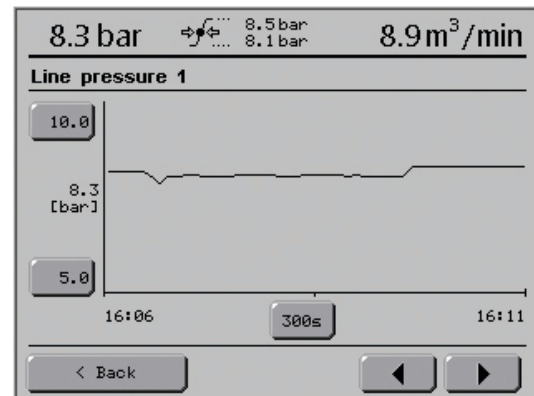 8.3 bar 8.5 bar 8.9 m³/min
8.1 bar
Line pressure 1
10.0
8.3
[bar]
5.0
16:06 300s 16:11
< Back